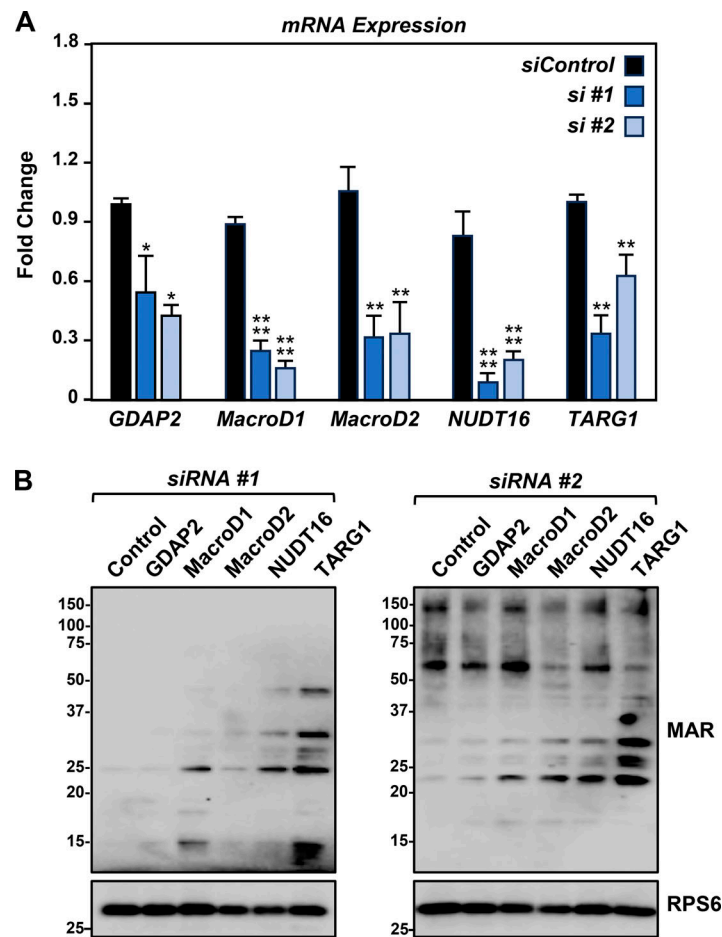 A
mRNA Expression
1.8
1.5
1.2
0.9
0.6
0.3
0
Fold Change
siControl
si #1
si #2
*
*
**
**
**
**
**
**
**
**
**
**
**
**
GDAP2 MacroD1 MacroD2 NUDT16 TARG1
B
siRNA #1
Control GDAP2 MacroD1 MacroD2 NUDT16 TARG1
150-
100-
75-
50-
37-
25-
20-
15-
25-
siRNA #2
Control GDAP2 MacroD1 MacroD2 NUDT16 TARG1
150-
100-
75-
50-
37-
25-
20-
15-
25-
MAR
RPS6